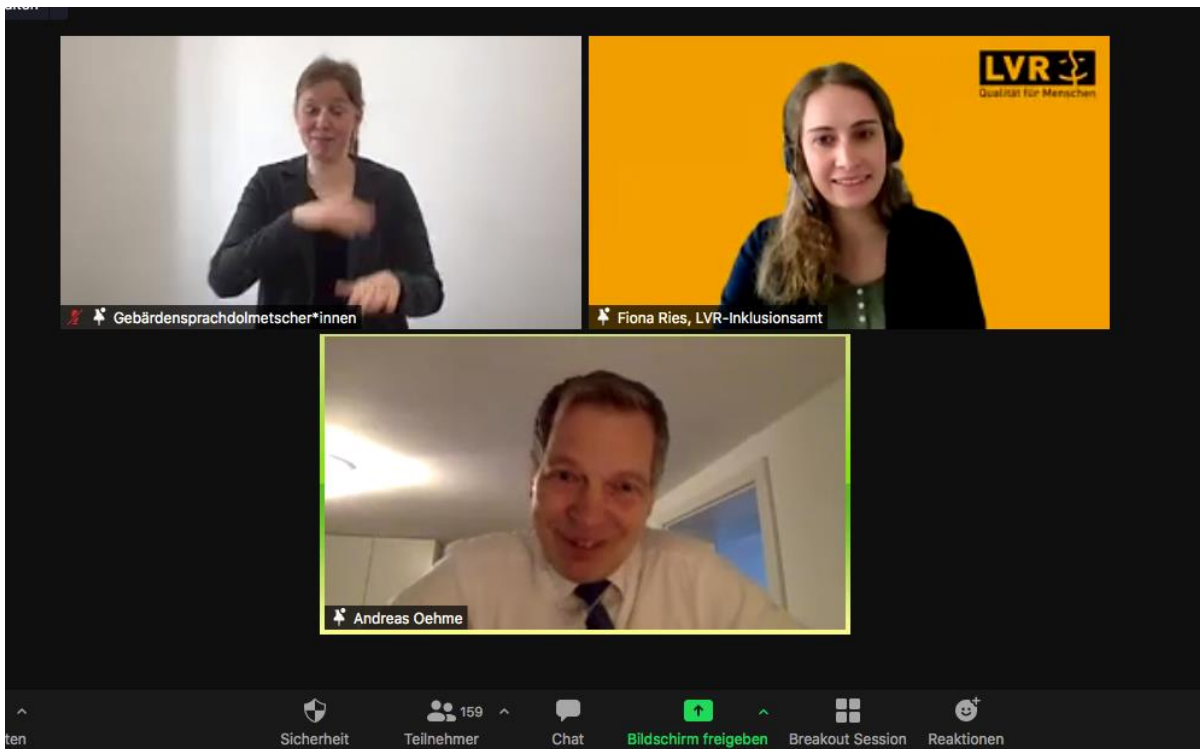 LVR
Qualität für Menschen
Gebärdensprachdolmetscher*innen
Fiona Ries, LVR-Inklusionsamt
Andreas Oehme
159
ten
Sicherheit
Teilnehmer
Chat
Bildschirm freigeben
Breakout Session
Reaktionen